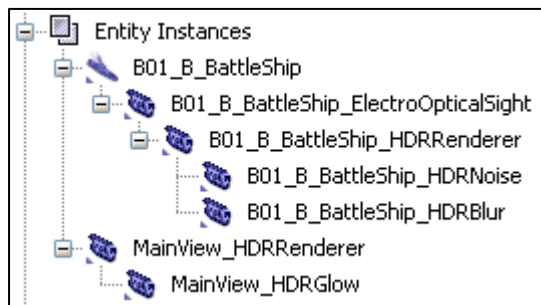 Entity Instances
B01_B_BattleShip
B01_B_BattleShip_ElectroOpticalSight
B01_B_BattleShip_HDRRenderer
B01_B_BattleShip_HDRNoise
B01_B_BattleShip_HDRBlur
MainView_HDRRenderer
MainView_HDRGlow